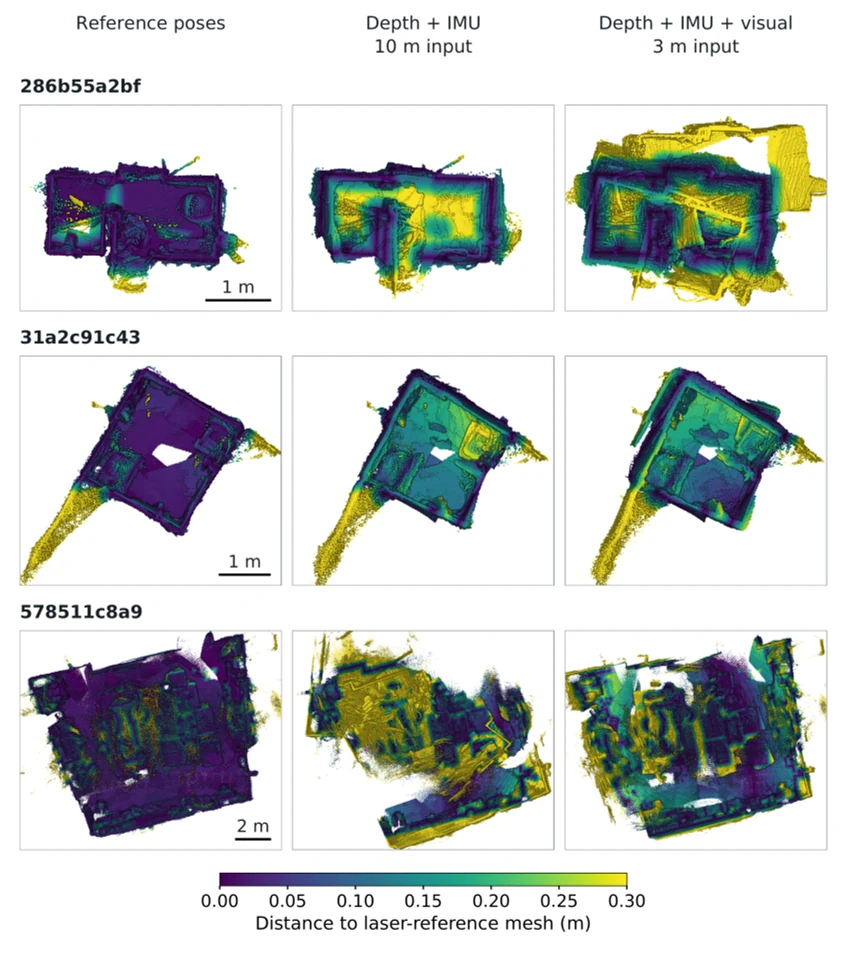 Reference poses
Depth + IMU
10 m input
Depth + IMU + visual
3 m input
286b55a2bf
1 m
31a2c91c43
1 m
578511c8a9
2 m
0.00 0.05 0.10 0.15 0.20 0.25 0.30
Distance to laser-reference mesh (m)